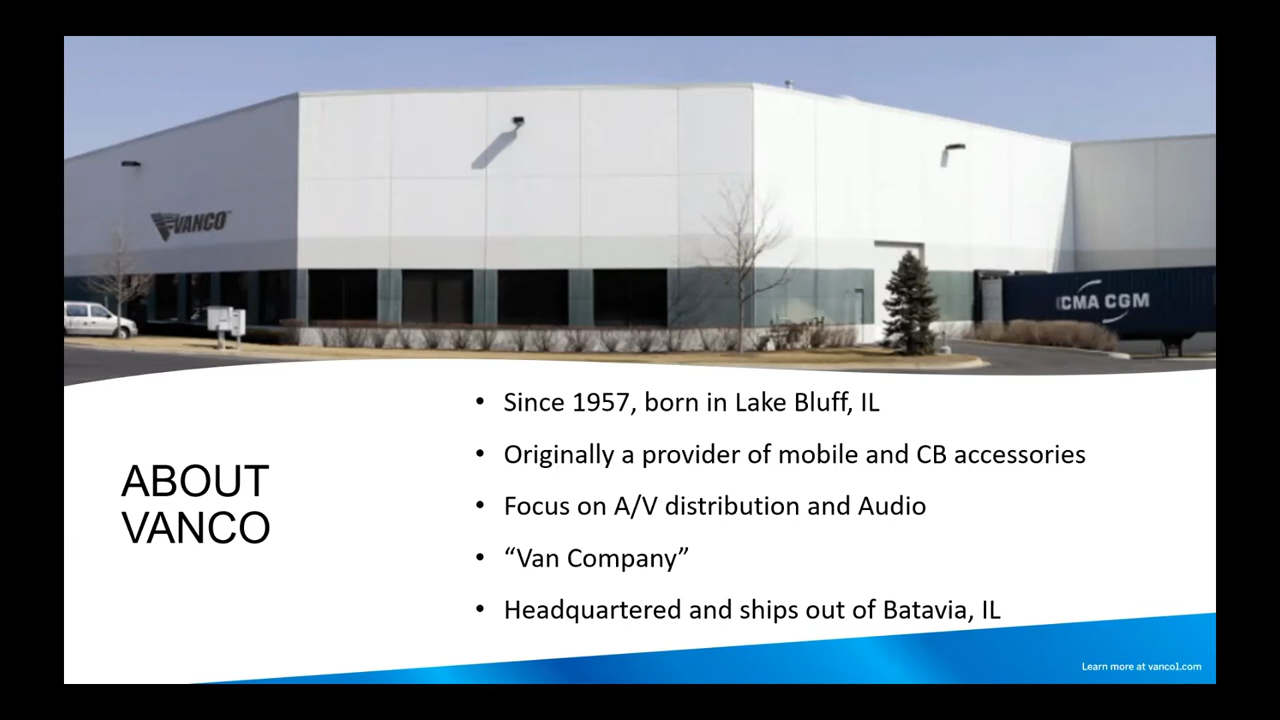 VANCO
CMA CGM
ABOUT
VANCO
• Since 1957, born in Lake Bluff, IL
• Originally a provider of mobile and CB accessories
• Focus on A/V distribution and Audio
• “Van Company”
• Headquartered and ships out of Batavia, IL
Learn more at vanco1.com